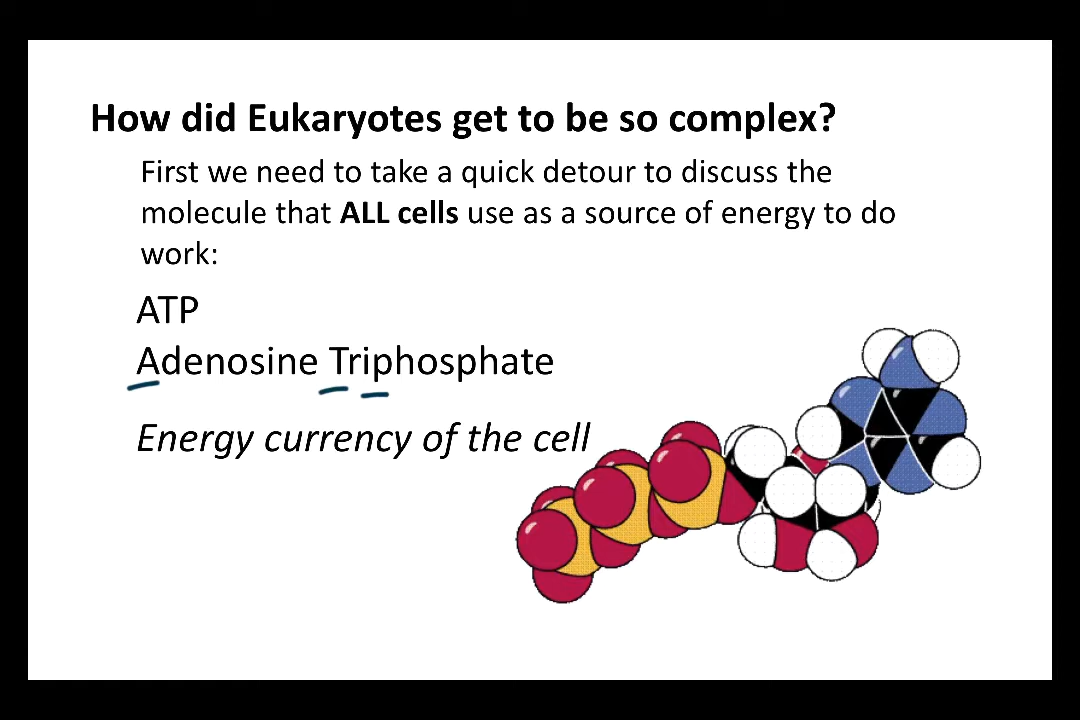 How did Eukaryotes get to be so complex?
First we need to take a quick detour to discuss the
molecule that ALL cells use as a source of energy to do
work:
ATP
Adenosine Triphosphate
Energy currency of the cell